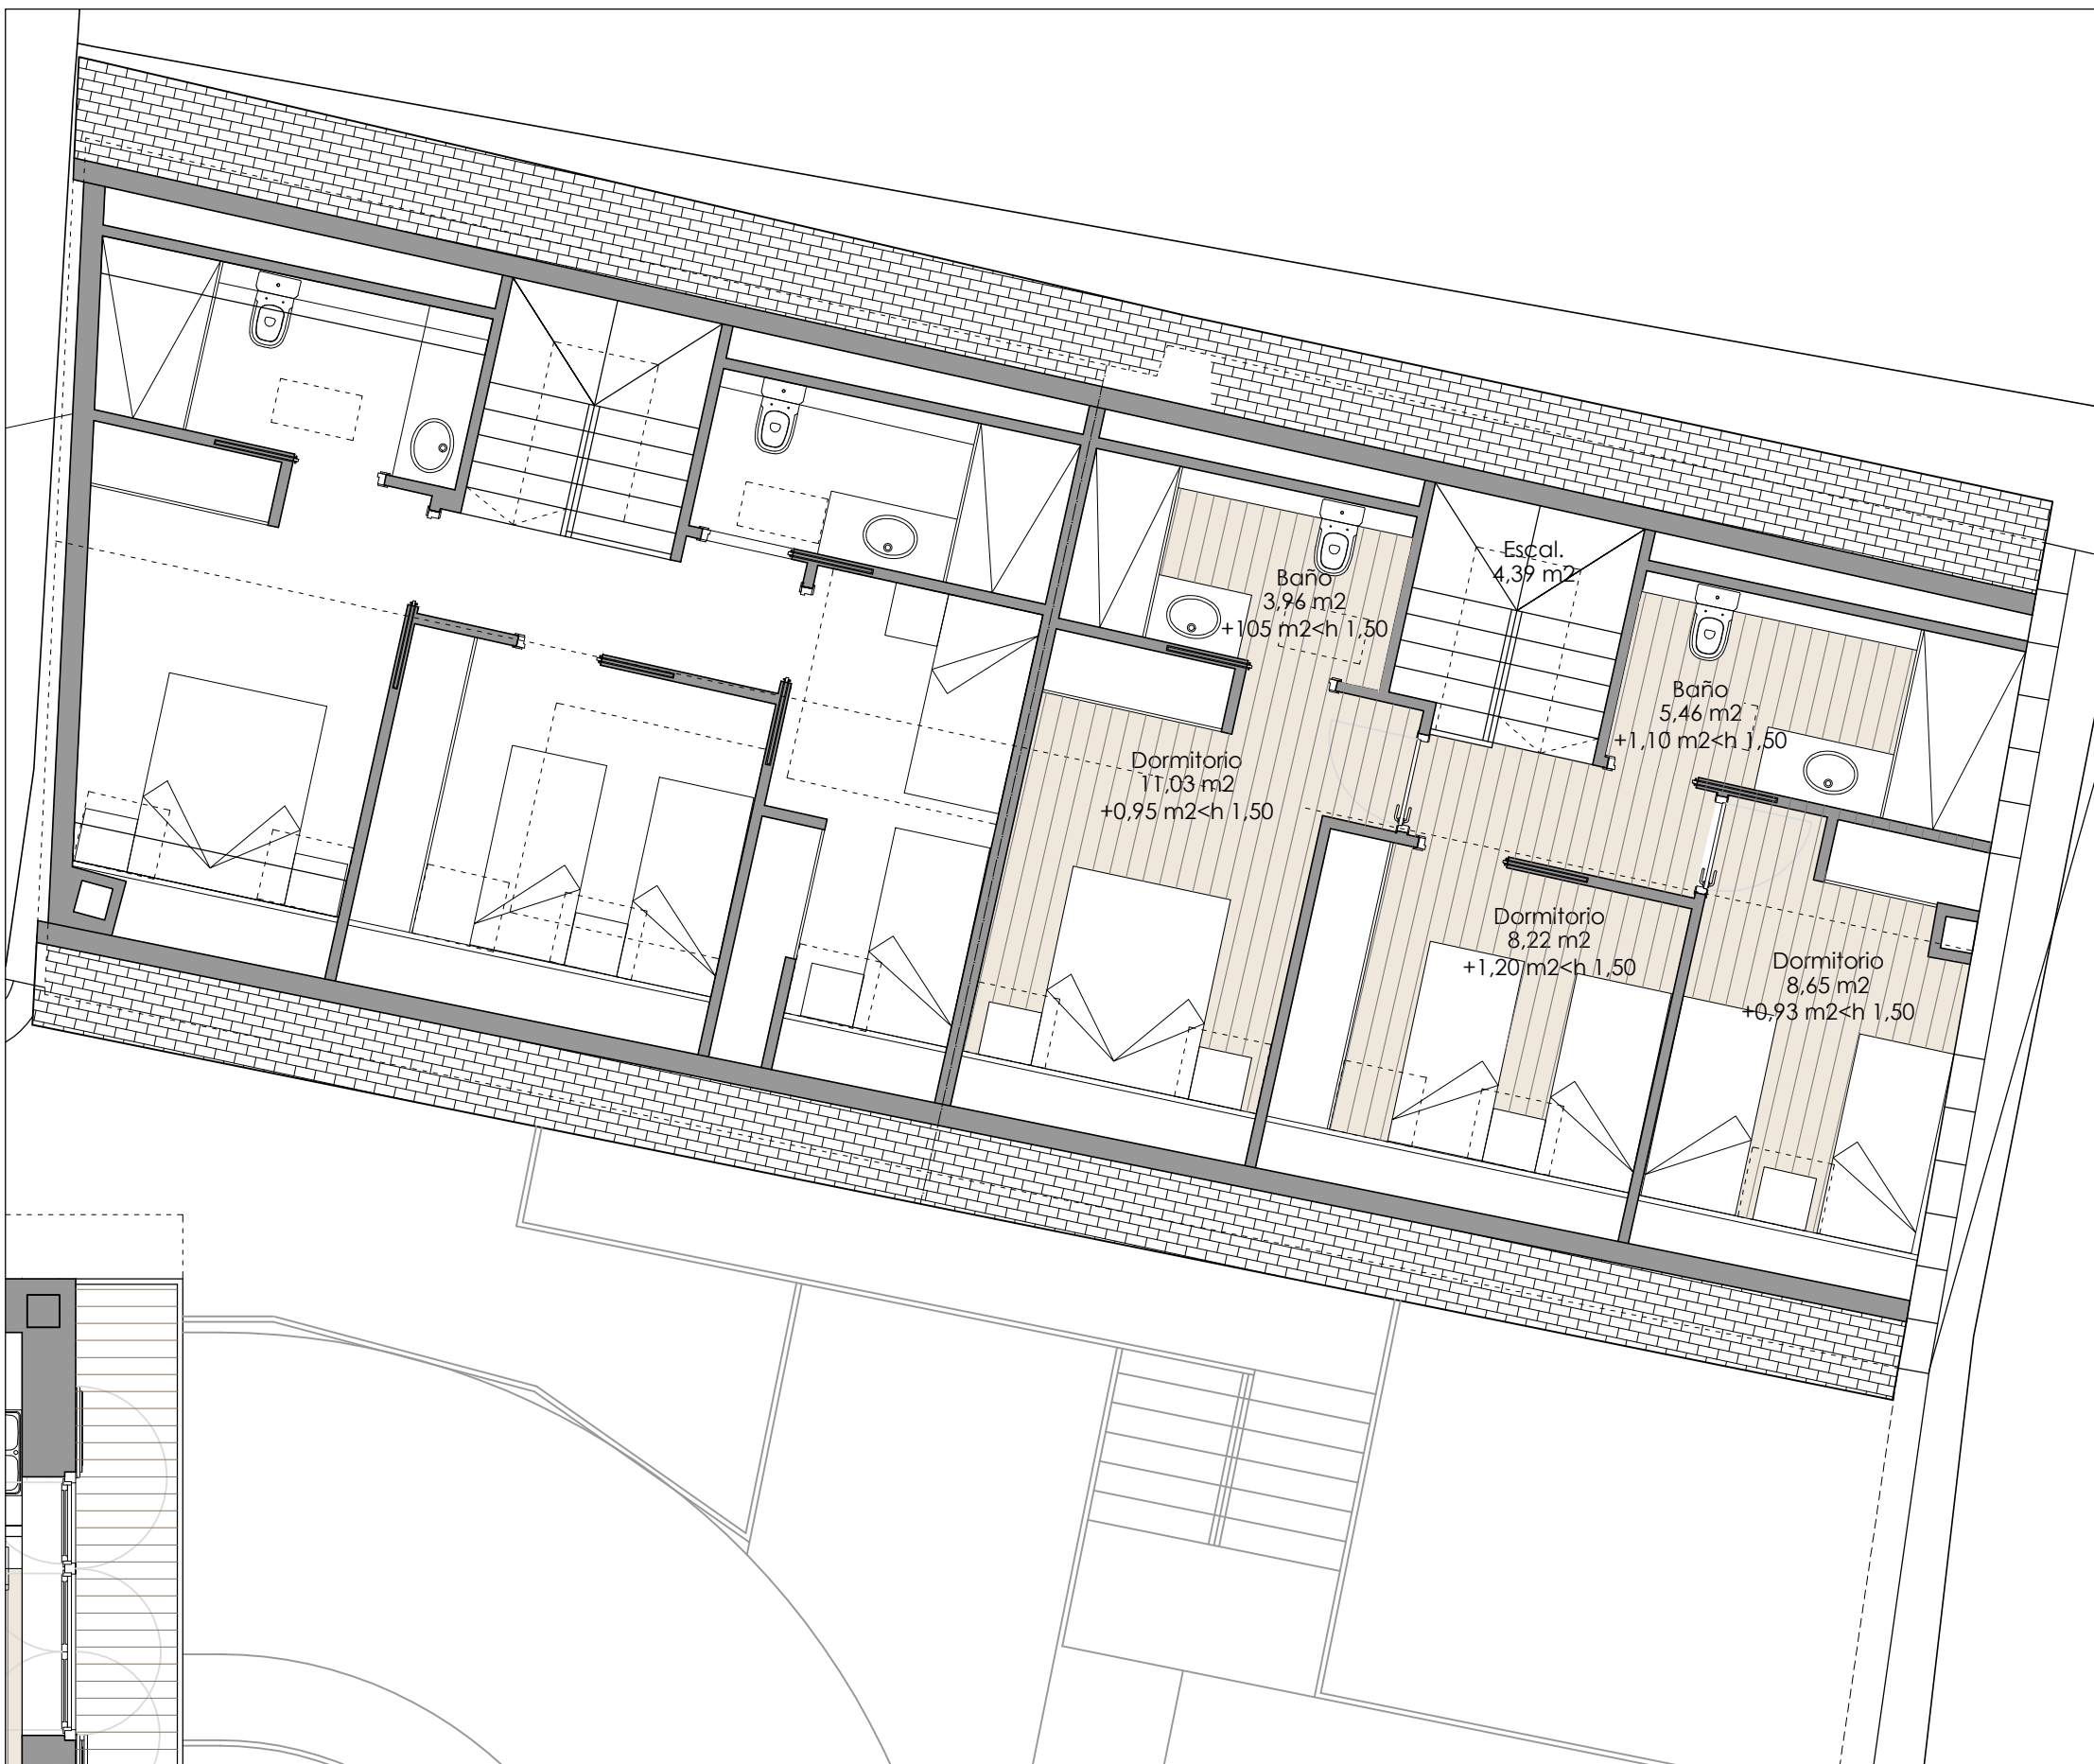 Escal.
4,39 m2
Baño
3,96 m2
+105 m2<h 1,50
Baño
5,46 m2
+1,10 m2<h 1,50
Dormitorio
11,03 m2
+0,95 m2<h 1,50
Dormitorio
8,22 m2
+1,20 m2<h 1,50
Dormitorio
8,65 m2
+0,93 m2<h 1,50